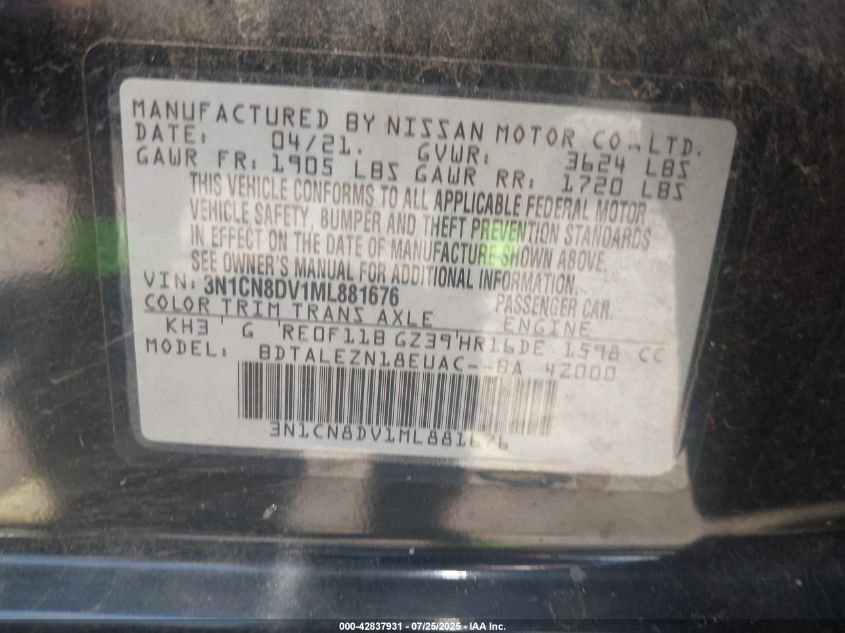 MANUFACTURED BY NISSAN MOTOR CO.,LTD.
DATE: 04/21. GVWR: 3624 LBS
GAWR FR: 1905 LBS GAWR RR: 1720 LBS
THIS VEHICLE CONFORMS TO ALL APPLICABLE FEDERAL MOTOR
VEHICLE SAFETY, BUMPER AND THEFT PREVENTION STANDARDS
IN EFFECT ON THE DATE OF MANUFACTURE SHOWN ABOVE.
SEE OWNER'S MANUAL FOR ADDITIONAL INFORMATION.
VIN: 3N1CN8DV1ML881676 PASSENGER CAR.
COLOR TRIM TRANS AXLE ENGINE
KH3 G RE0F11B GZ39 HR16DE 1598 CC
MODEL: BDTALEZN18EUAC--BA 4Z000
3N1CN8DV1ML881676
000-42837931 - 07/25/2025 - IAA Inc.